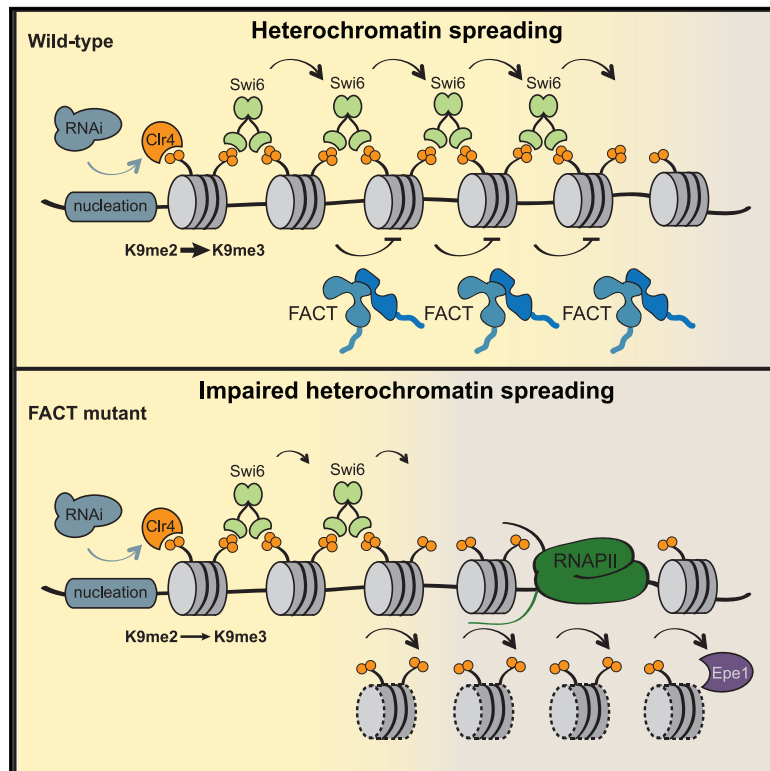 Heterochromatin spreading
Wild-type
Swi6 Swi6 Swi6 Swi6
RNAi
Clr4
nucleation
K9me2 K9me3
FACT FACT FACT
Impaired heterochromatin spreading
FACT mutant
Swi6 Swi6
RNAi
Clr4
RNAPII
nucleation
K9me2 K9me3
Epe1